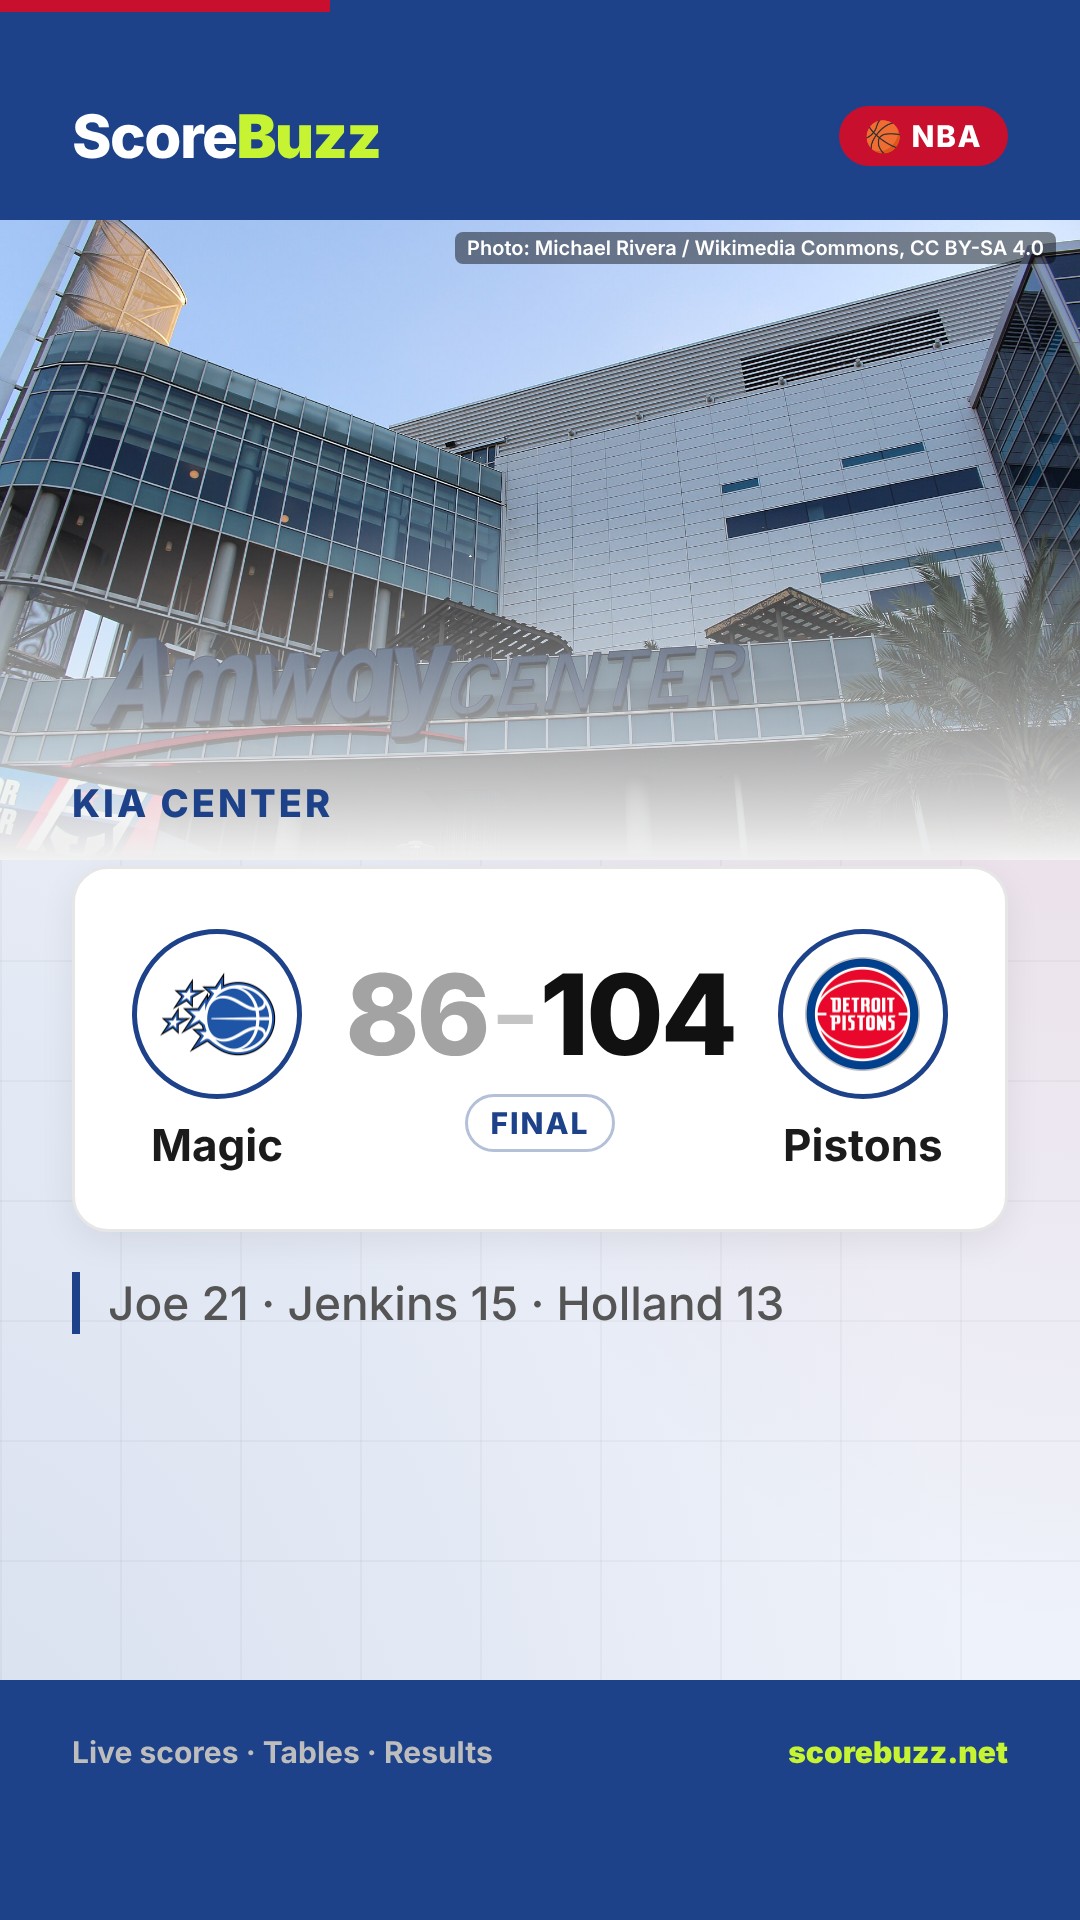 ScoreBuzz
NBA
Photo: Michael Rivera / Wikimedia Commons, CC BY-SA 4.0
Amway CENTER
KIA CENTER
86-104
DETROIT
PISTONS
FINAL
Magic
Pistons
Joe 21 · Jenkins 15 · Holland 13
Live scores · Tables · Results
scorebuzz.net